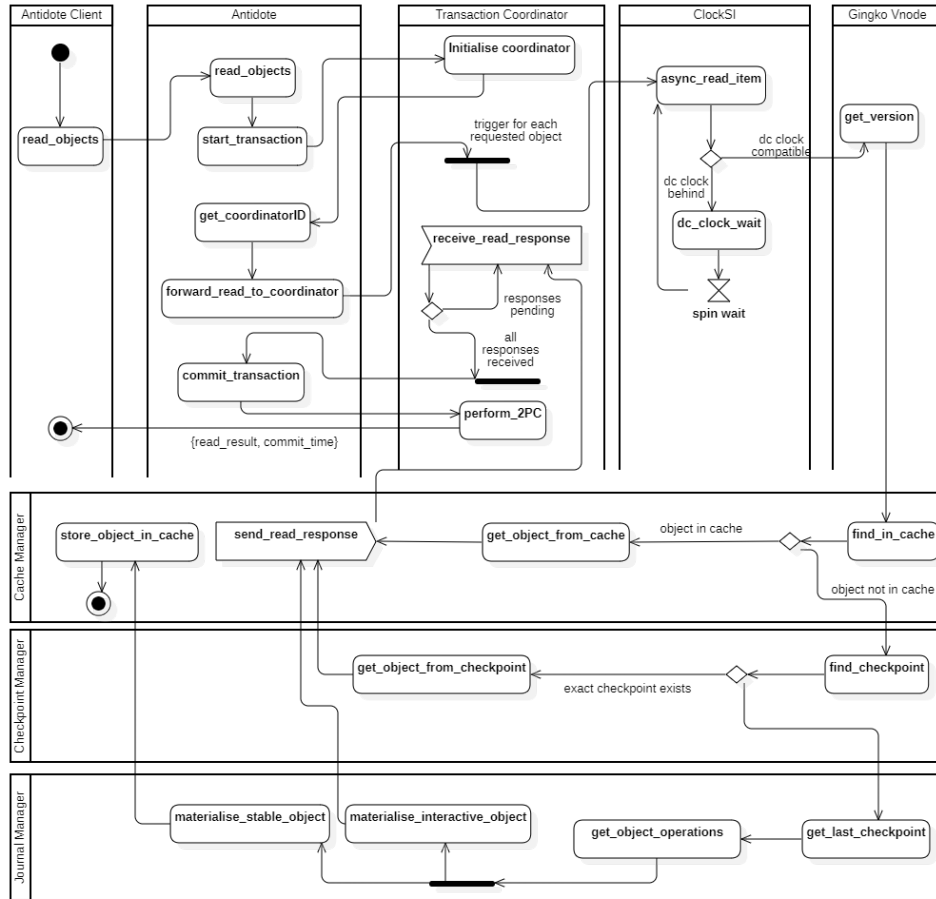 Antidote Client
Antidote
Transaction Coordinator
ClockSI
Gingko Vnode
Initialise coordinator
read_objects
async_read_item
read_objects
start_transaction
trigger for each
requested object
get_version
dc clock
compatible
dc clock
behind
get_coordinatorID
dc_clock_wait
receive_read_response
forward_read_to_coordinator
responses
pending
spin wait
all
responses
received
commit_transaction
perform_2PC
{read_result, commit_time}
Cache Manager
store_object_in_cache
send_read_response
get_object_from_cache
object in cache
find_in_cache
object not in cache
Checkpoint Manager
get_object_from_checkpoint
exact checkpoint exists
find_checkpoint
Journal Manager
materialise_stable_object
materialise_interactive_object
get_object_operations
get_last_checkpoint